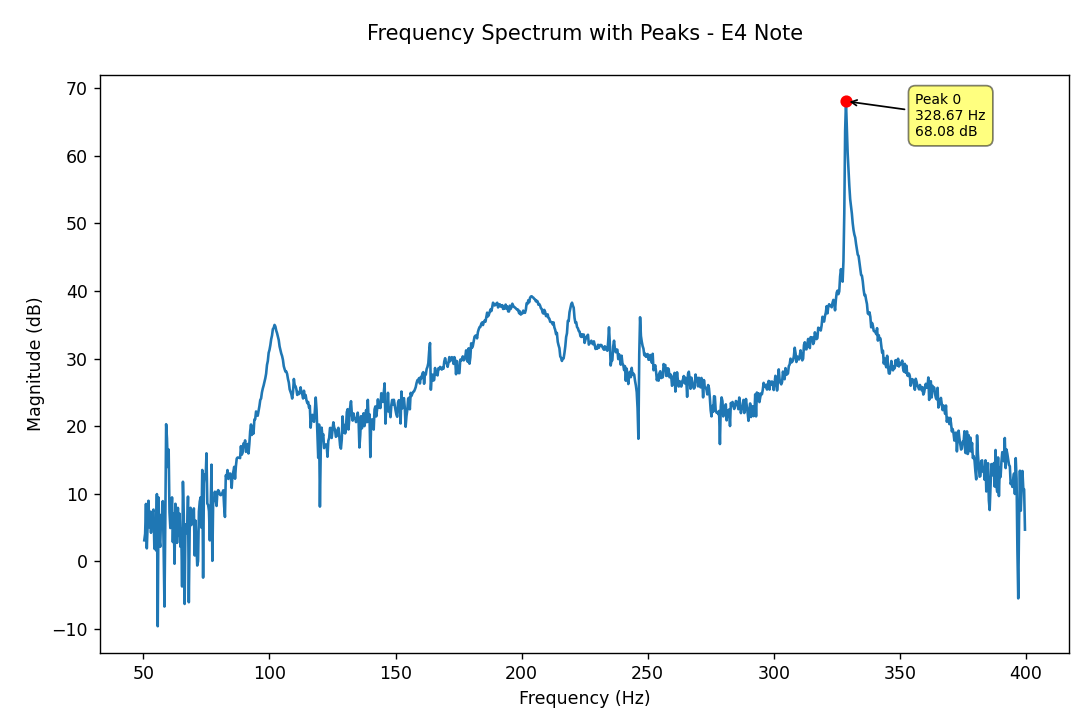 Frequency Spectrum with Peaks - E4 Note
Peak 0
328.67 Hz
68.08 dB
Magnitude (dB)
70
60
50
40
30
20
10
0
−10
50
100
150
200
250
300
350
400
Frequency (Hz)